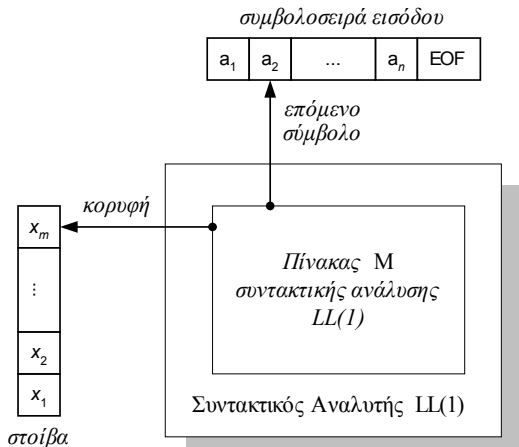 συμβολοσειρά εισόδου
a1 a2 ... an EOF
επόμενο
σύμβολο
κορυφή
xm
...
x2
x1
στοίβα
Πίνακας M
συντακτικής ανάλυσης
LL(1)
Συντακτικός Αναλυτής LL(1)